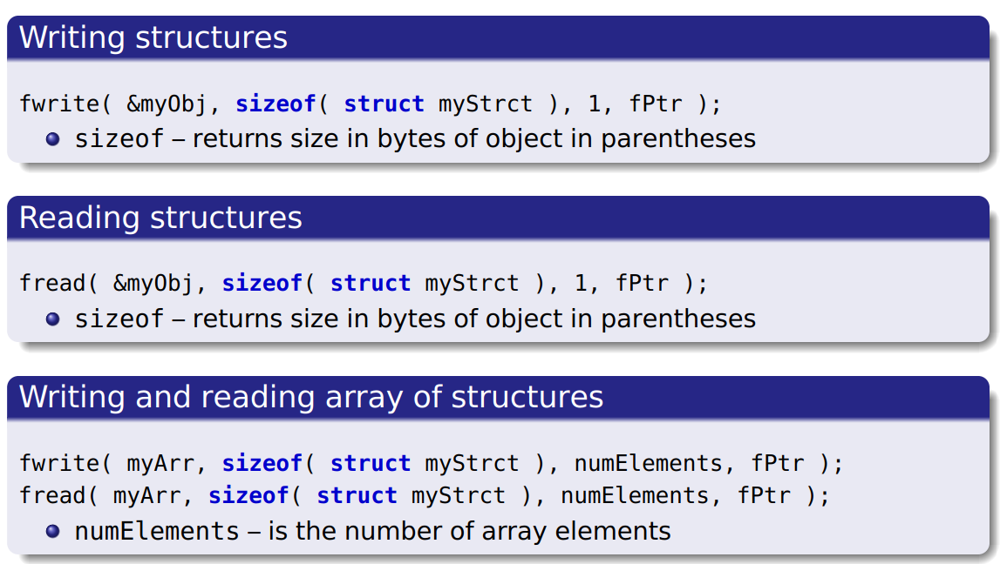 Writing structures
fwrite( &myObj, sizeof( struct myStrct ), 1, fPtr );
sizeof – returns size in bytes of object in parentheses
Reading structures
fread( &myObj, sizeof( struct myStrct ), 1, fPtr );
sizeof – returns size in bytes of object in parentheses
Writing and reading array of structures
fwrite( myArr, sizeof( struct myStrct ), numElements, fPtr );
fread( myArr, sizeof( struct myStrct ), numElements, fPtr );
numElements – is the number of array elements